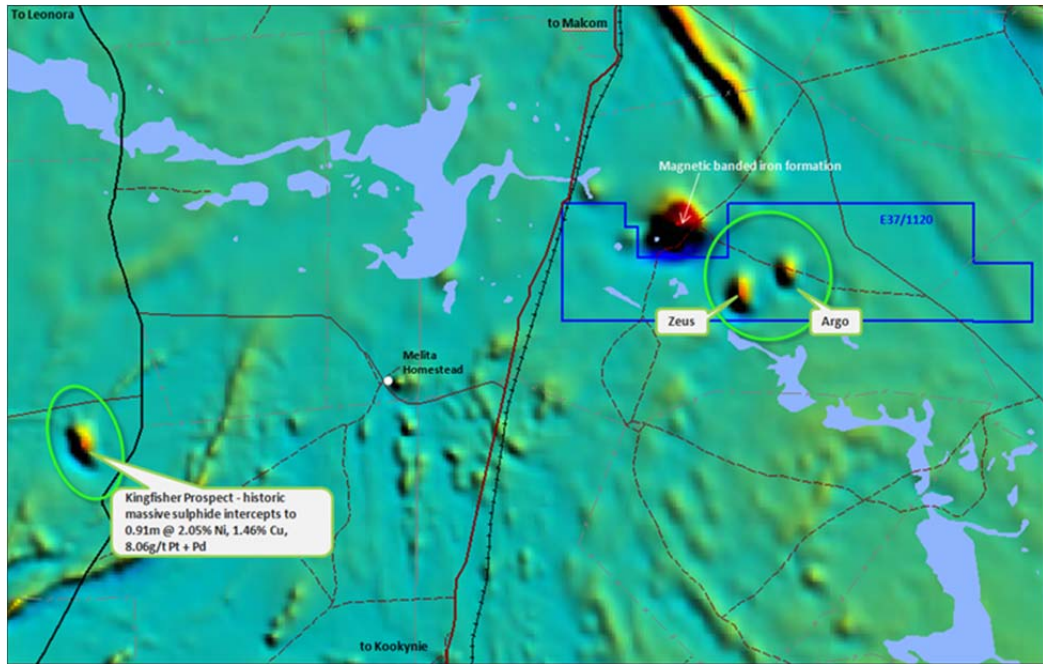 To Leonora
to Malcom
Magnetic banded iron formation
E37/1120
Zeus
Argo
Melita
Homestead
Kingfisher Prospect - historic
massive sulphide intercepts to
0.91m @ 2.05% Ni, 1.46% Cu,
8.06g/t Pt + Pd
to Kookynie